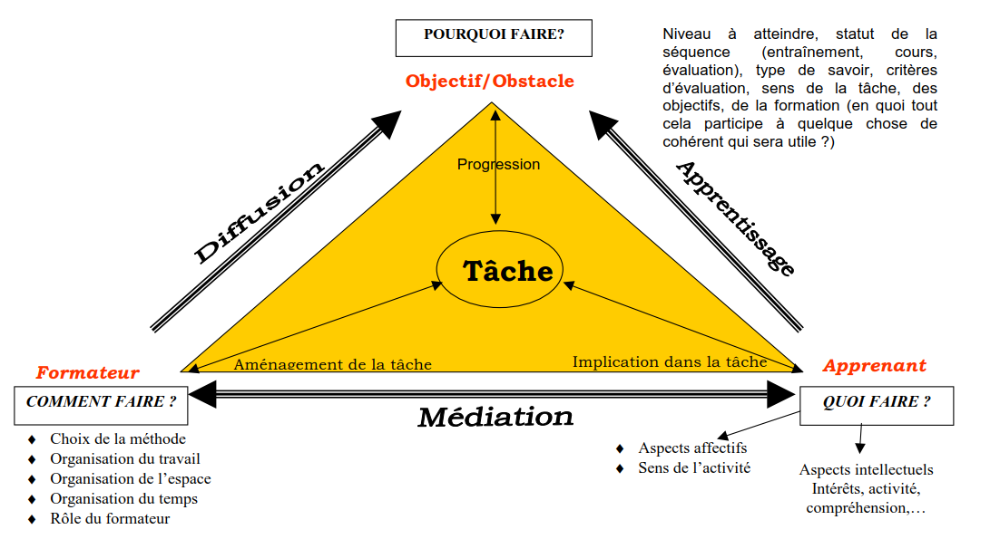 POURQUOI FAIRE?
Objectif/Obstacle
Niveau à atteindre, statut de la
séquence (entraînement, cours,
évaluation), type de savoir, critères
d’évaluation, sens de la tâche, des
objectifs, de la formation (en quoi tout
cela participe à quelque chose de
cohérent qui sera utile ?)
Diffusion
Progression
Apprentissage
Tâche
Aménagement de la tâche
Implication dans la tâche
Formateur
COMMENT FAIRE ?
Médiation
Apprenant
QUOI FAIRE ?
♦ Choix de la méthode
♦ Organisation du travail
♦ Organisation de l’espace
♦ Organisation du temps
♦ Rôle du formateur
♦ Aspects affectifs
♦ Sens de l’activité
Aspects intellectuels
Intérêts, activité,
compréhension,…